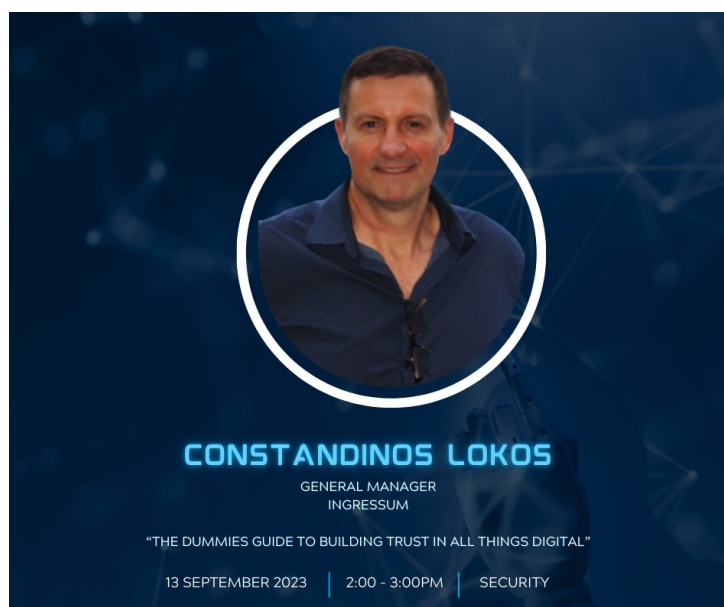 CONSTANDINOS LOKOS
GENERAL MANAGER
INGRESSUM
“THE DUMMIES GUIDE TO BUILDING TRUST IN ALL THINGS DIGITAL”
13 SEPTEMBER 2023 | 2:00 - 3:00PM | SECURITY